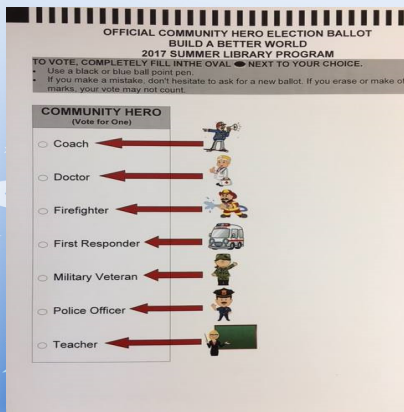 OFFICIAL COMMUNITY HERO ELECTION BALLOT
BUILD A BETTER WORLD
2017 SUMMER LIBRARY PROGRAM
TO VOTE, COMPLETELY FILL INTHE OVAL NEXT TO YOUR CHOICE.
Use a black or blue ball point pen.
If you make a mistake, don't hesitate to ask for a new ballot. If you erase or make ot
marks, your vote may not count.
COMMUNITY HERO
(Vote for One)
Coach
Doctor
Firefighter
First Responder
Military Veteran
Police Officer
Teacher